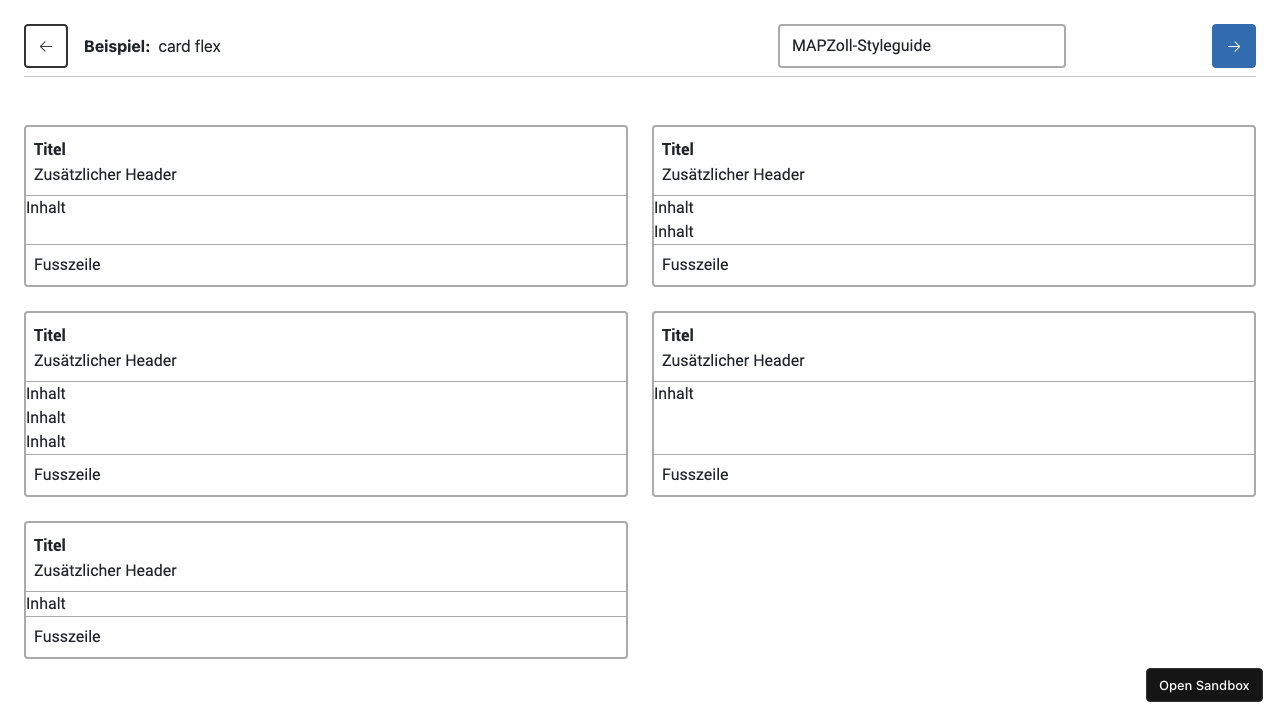 Beispiel: card flex
MAPZoll-Styleguide
Titel
Zusätzlicher Header
Inhalt
Fusszeile
Titel
Zusätzlicher Header
Inhalt
Inhalt
Fusszeile
Titel
Zusätzlicher Header
Inhalt
Inhalt
Inhalt
Fusszeile
Titel
Zusätzlicher Header
Inhalt
Fusszeile
Titel
Zusätzlicher Header
Inhalt
Fusszeile
Open Sandbox